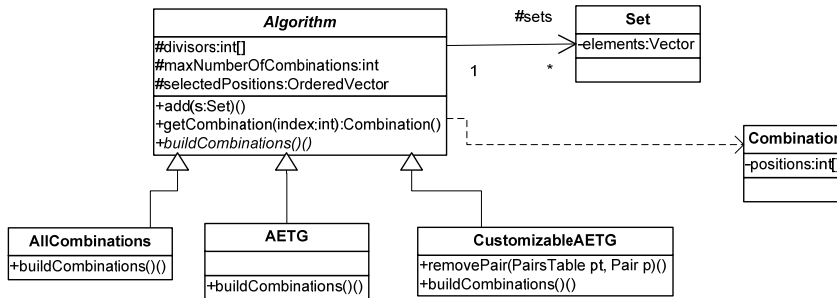 Algorithm
#divisors:int[]
#maxNumberOfCombinations:int
#selectedPositions:OrderedVector
+add(s:Set)()
+getCombination(index:int):Combination()
+buildCombinations()()
#sets
1
*
Set
-elements:Vector
Combination
-positions:int[]
AllCombinations
+buildCombinations()()
AETG
+buildCombinations()()
CustomizableAETG
+removePair(PairsTable pt, Pair p)()
+buildCombinations()()